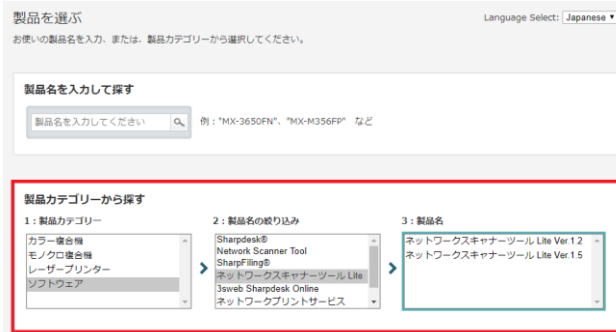 製品を選ぶ
Language Select: Japanese
お使いの製品名を入力、または、製品カテゴリーから選択してください。
製品名を入力して探す
製品名を入力してください
例："MX-3650FN"、"MX-M356FP" など
製品カテゴリーから探す
1：製品カテゴリー
カラー複合機
モノクロ複合機
レーザープリンター
ソフトウェア
2：製品名の絞り込み
Sharpdesk®
Network Scanner Tool
SharpFiling®
ネットワークスキャナーツール Lite
3sweb Sharpdesk Online
ネットワークプリントサービス
3：製品名
ネットワークスキャナーツール Lite Ver.1.2
ネットワークスキャナーツール Lite Ver.1.5